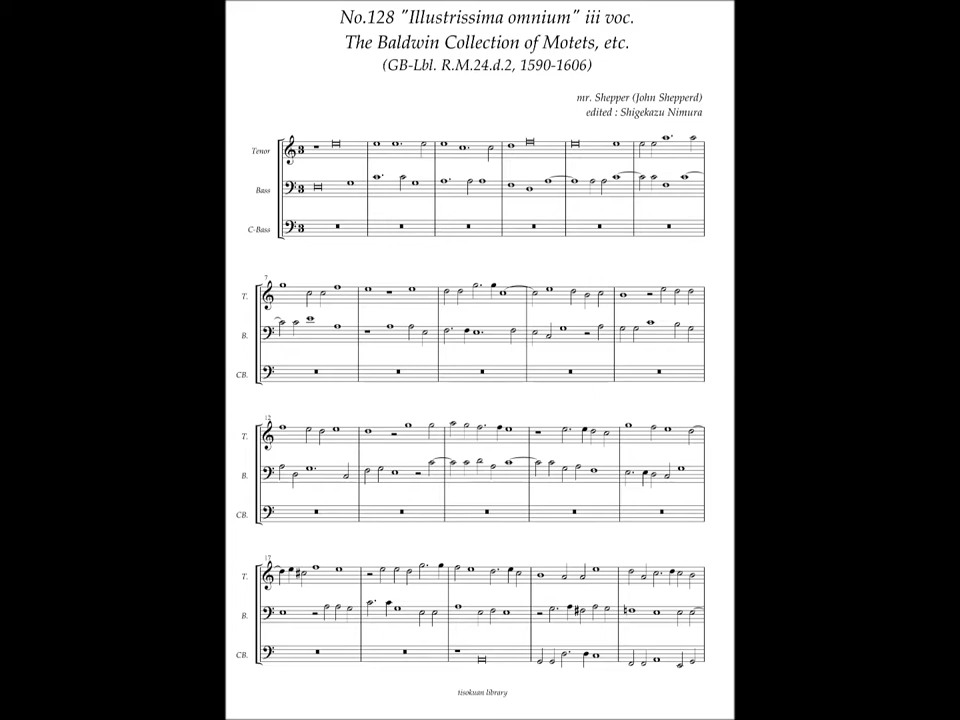 No.128 "Illustrissima omnium" iii voc.
The Baldwin Collection of Motets, etc.
(GB-Lbl. R.M.24.d.2, 1590-1606)
mr. Shepper (John Shepperd)
edited : Shigekazu Nimura
Tenor
Bass
C-Bass
7
T.
B.
CB.
12
T.
B.
CB.
17
T.
B.
CB.
tisokuan library